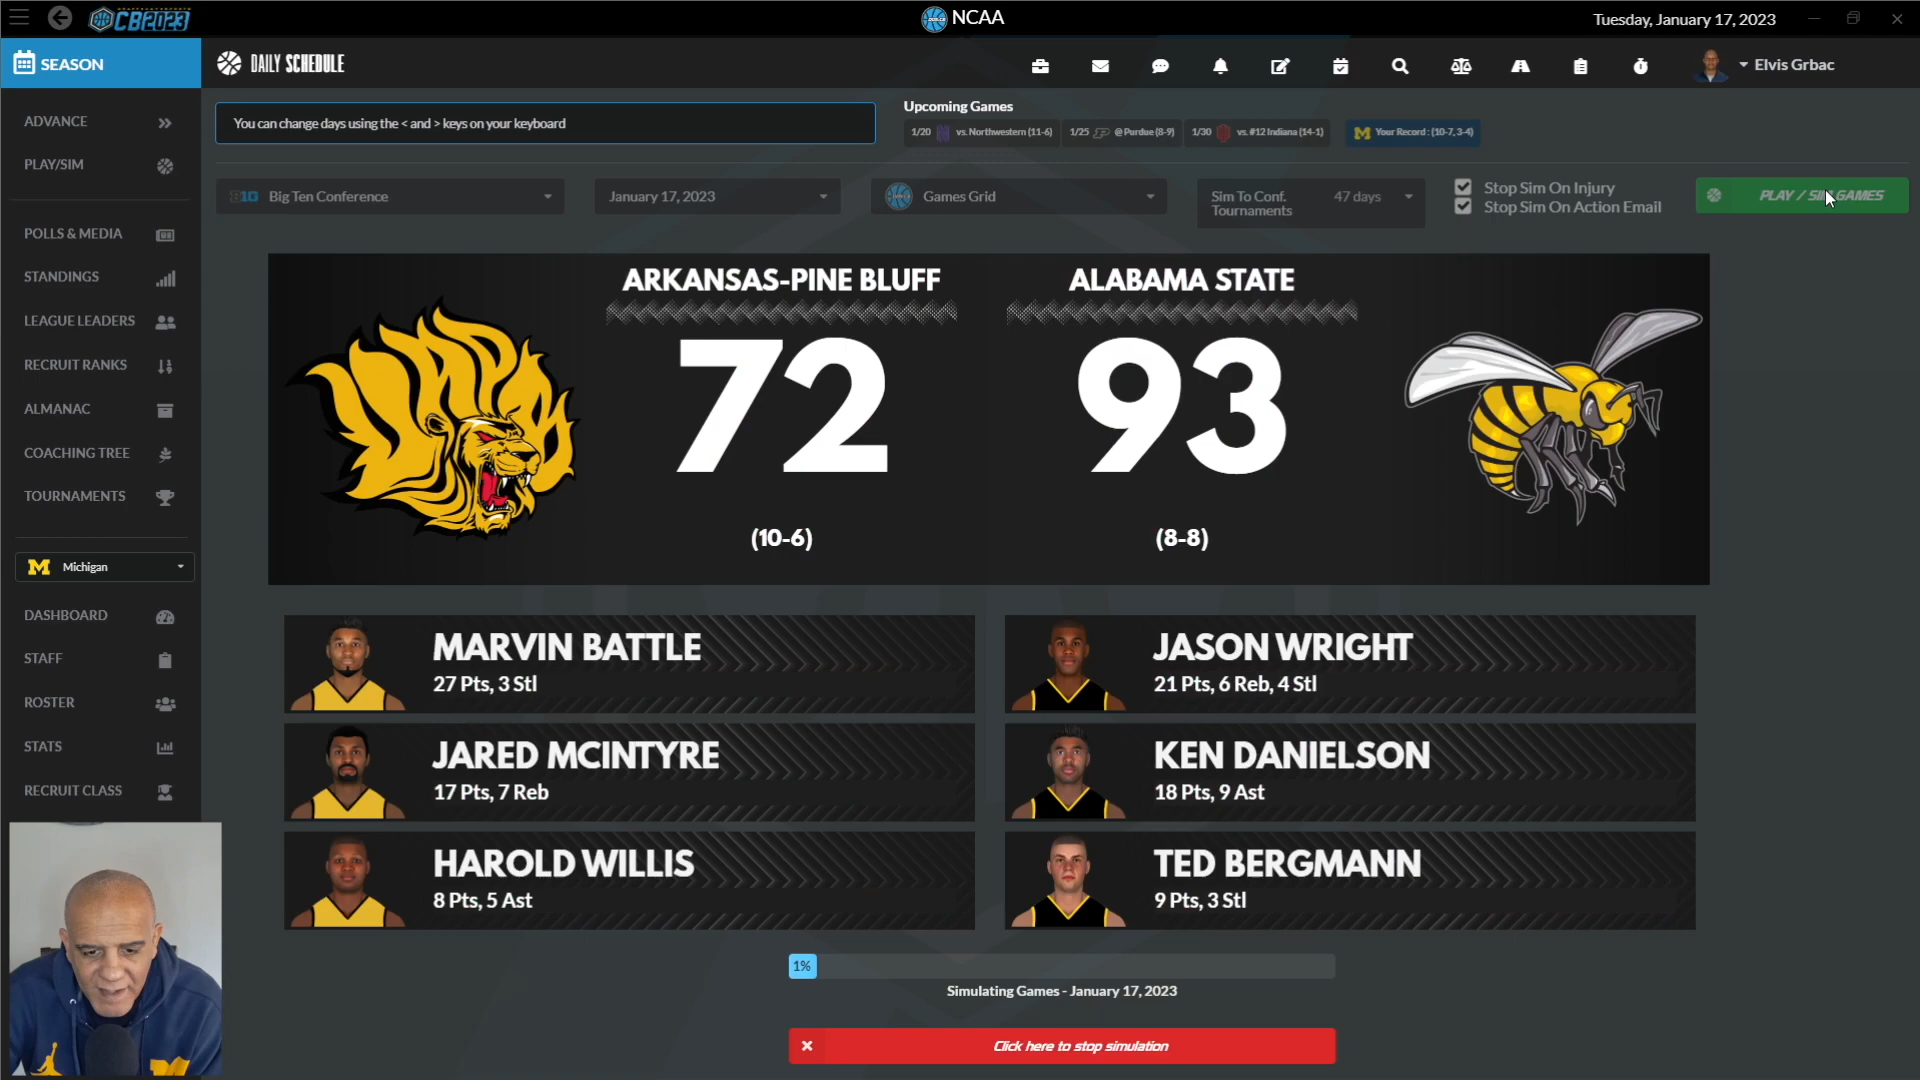 CB2023
NCAA
Tuesday, January 17, 2023
SEASON
DAILY SCHEDULE
Elvis Grbac
ADVANCE
PLAY/SIM
POLLS & MEDIA
STANDINGS
LEAGUE LEADERS
RECRUIT RANKS
ALMANAC
COACHING TREE
TOURNAMENTS
Michigan
DASHBOARD
STAFF
ROSTER
STATS
RECRUIT CLASS
You can change days using the < and > keys on your keyboard
Upcoming Games
1/20 vs. Northwestern (11-6) 1/25 @ Purdue (8-9) 1/30 vs. #12 Indiana (14-1) Your Record : (10-7, 3-4)
B1G Big Ten Conference
January 17, 2023
Games Grid
Sim To Conf. Tournaments 47 days
Stop Sim On Injury
Stop Sim On Action Email
PLAY / SIM GAMES
ARKANSAS-PINE BLUFF
72
(10-6)
ALABAMA STATE
93
(8-8)
UAPB
MARVIN BATTLE
27 Pts, 3 Stl
JARED MCINTYRE
17 Pts, 7 Reb
HAROLD WILLIS
8 Pts, 5 Ast
JASON WRIGHT
21 Pts, 6 Reb, 4 Stl
KEN DANIELSON
18 Pts, 9 Ast
TED BERGMANN
9 Pts, 3 Stl
1%
Simulating Games - January 17, 2023
Click here to stop simulation